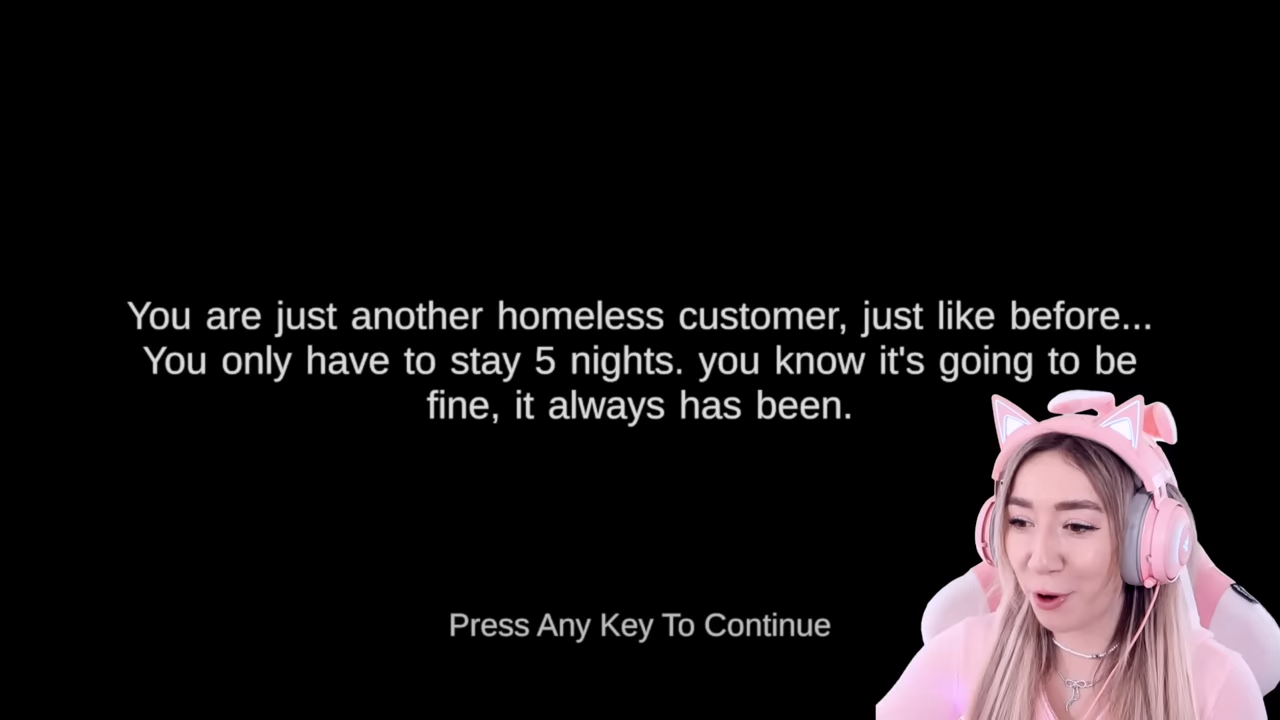 You are just another homeless customer, just like before...
You only have to stay 5 nights. you know it's going to be
fine, it always has been.
Press Any Key To Continue